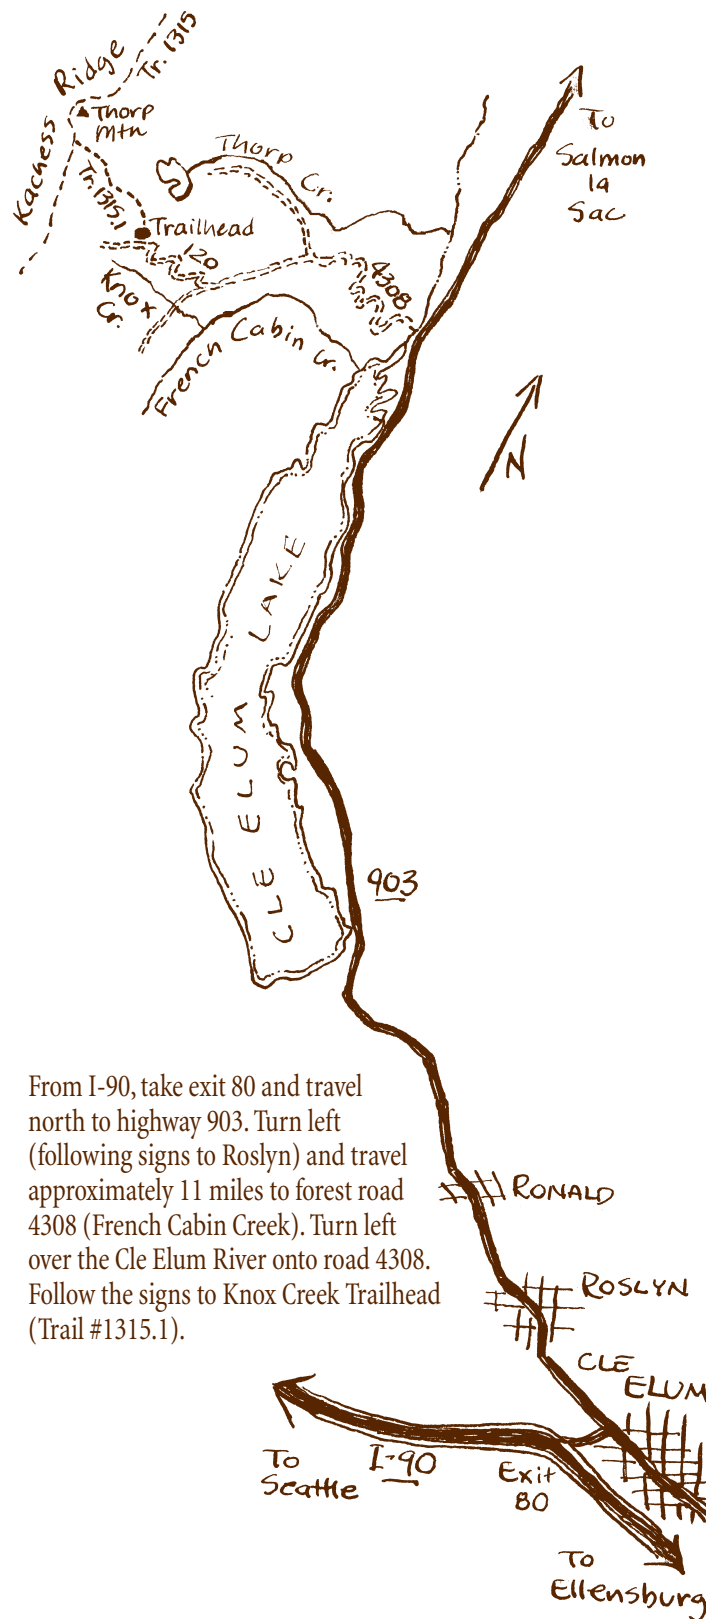 Kachess Ridge
Tr. 1315
Thorp
Mtn
Tr. 1315.1
Trailhead
Thorp Cr.
To
Salmon
la
Sac
120
4308
Knox
Cr.
French Cabin Cr.
N
CLE ELUM LAKE
903
From I-90, take exit 80 and travel
north to highway 903. Turn left
(following signs to Roslyn) and travel
approximately 11 miles to forest road
4308 (French Cabin Creek). Turn left
over the Cle Elum River onto road 4308.
Follow the signs to Knox Creek Trailhead
(Trail #1315.1).
RONALD
ROSLYN
CLE
ELUM
To
Seattle
I-90
Exit
80
To
Ellensburg